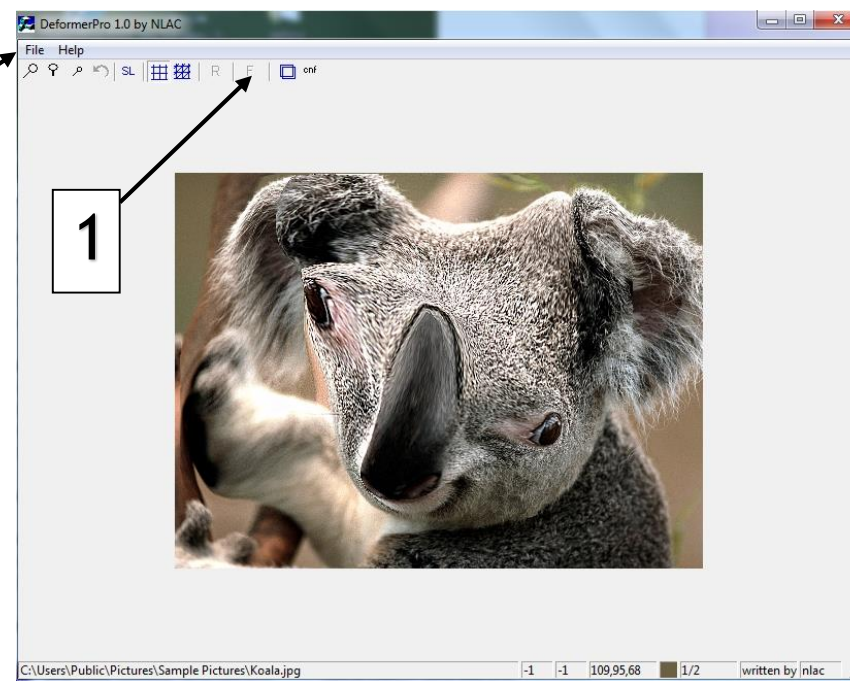 DeformerPro 1.0 by NLAC
File Help
SL R F cnf
1
C:\Users\Public\Pictures\Sample Pictures\Koala.jpg -1 -1 109,95,68 1/2 written by nlac